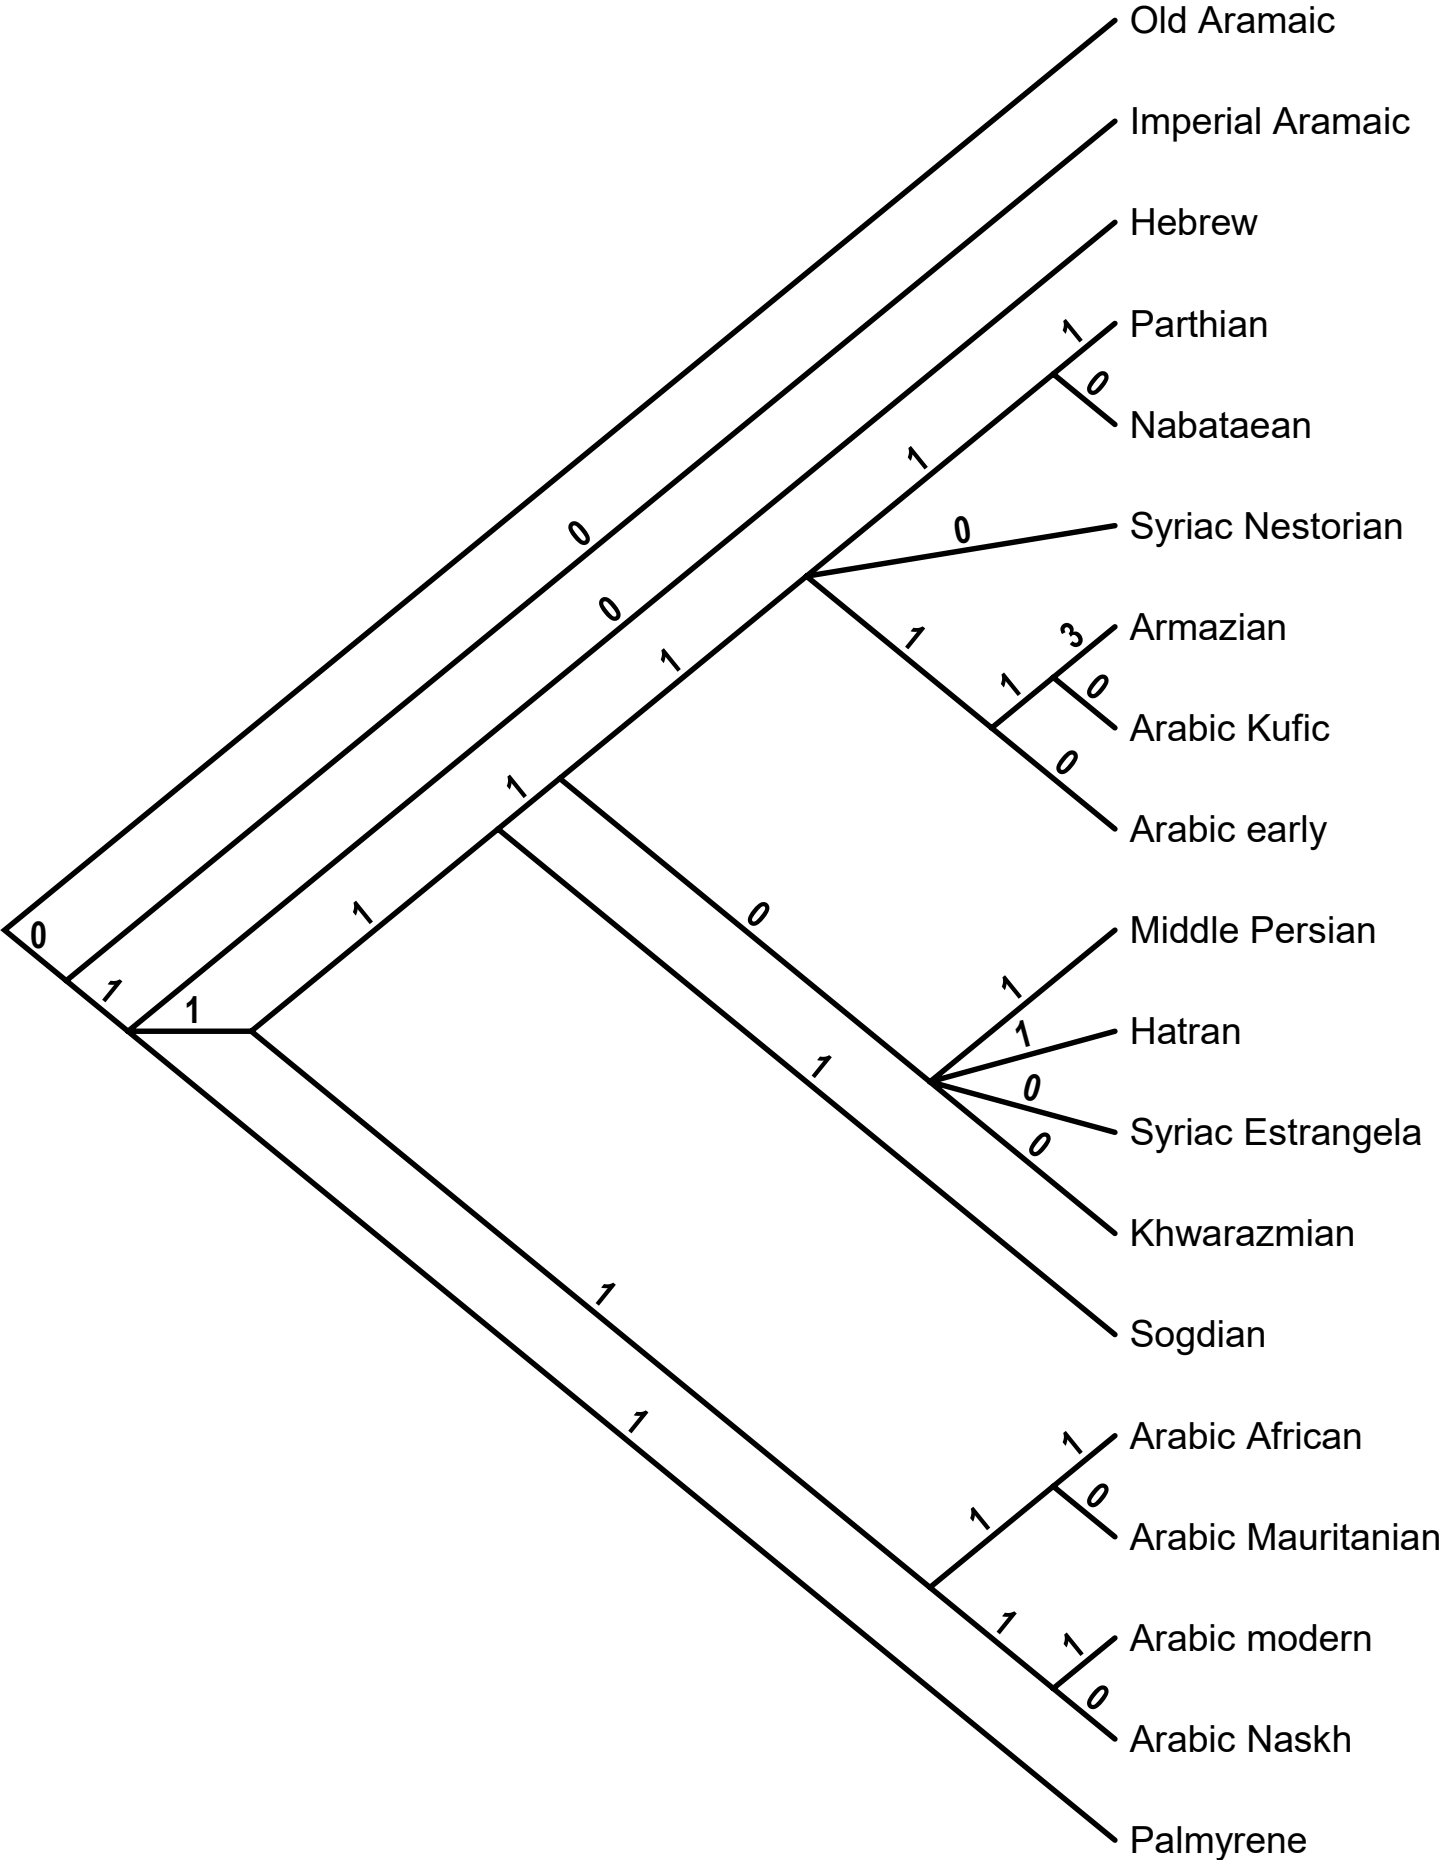 Old Aramaic
Imperial Aramaic
Hebrew
1 Parthian
0
Nabataean
1
0 Syriac Nestorian
0
3 Armazian
0
1
1
1
0
Arabic Kufic
0
1
Arabic early
1
0
Middle Persian
0
1
1
1
1
Hatran
0
1
Syriac Estrangela
0
Khwarazmian
1
Sogdian
1
1
Arabic African
0
1
Arabic Mauritanian
1
1
Arabic modern
0
Arabic Naskh
Palmyrene